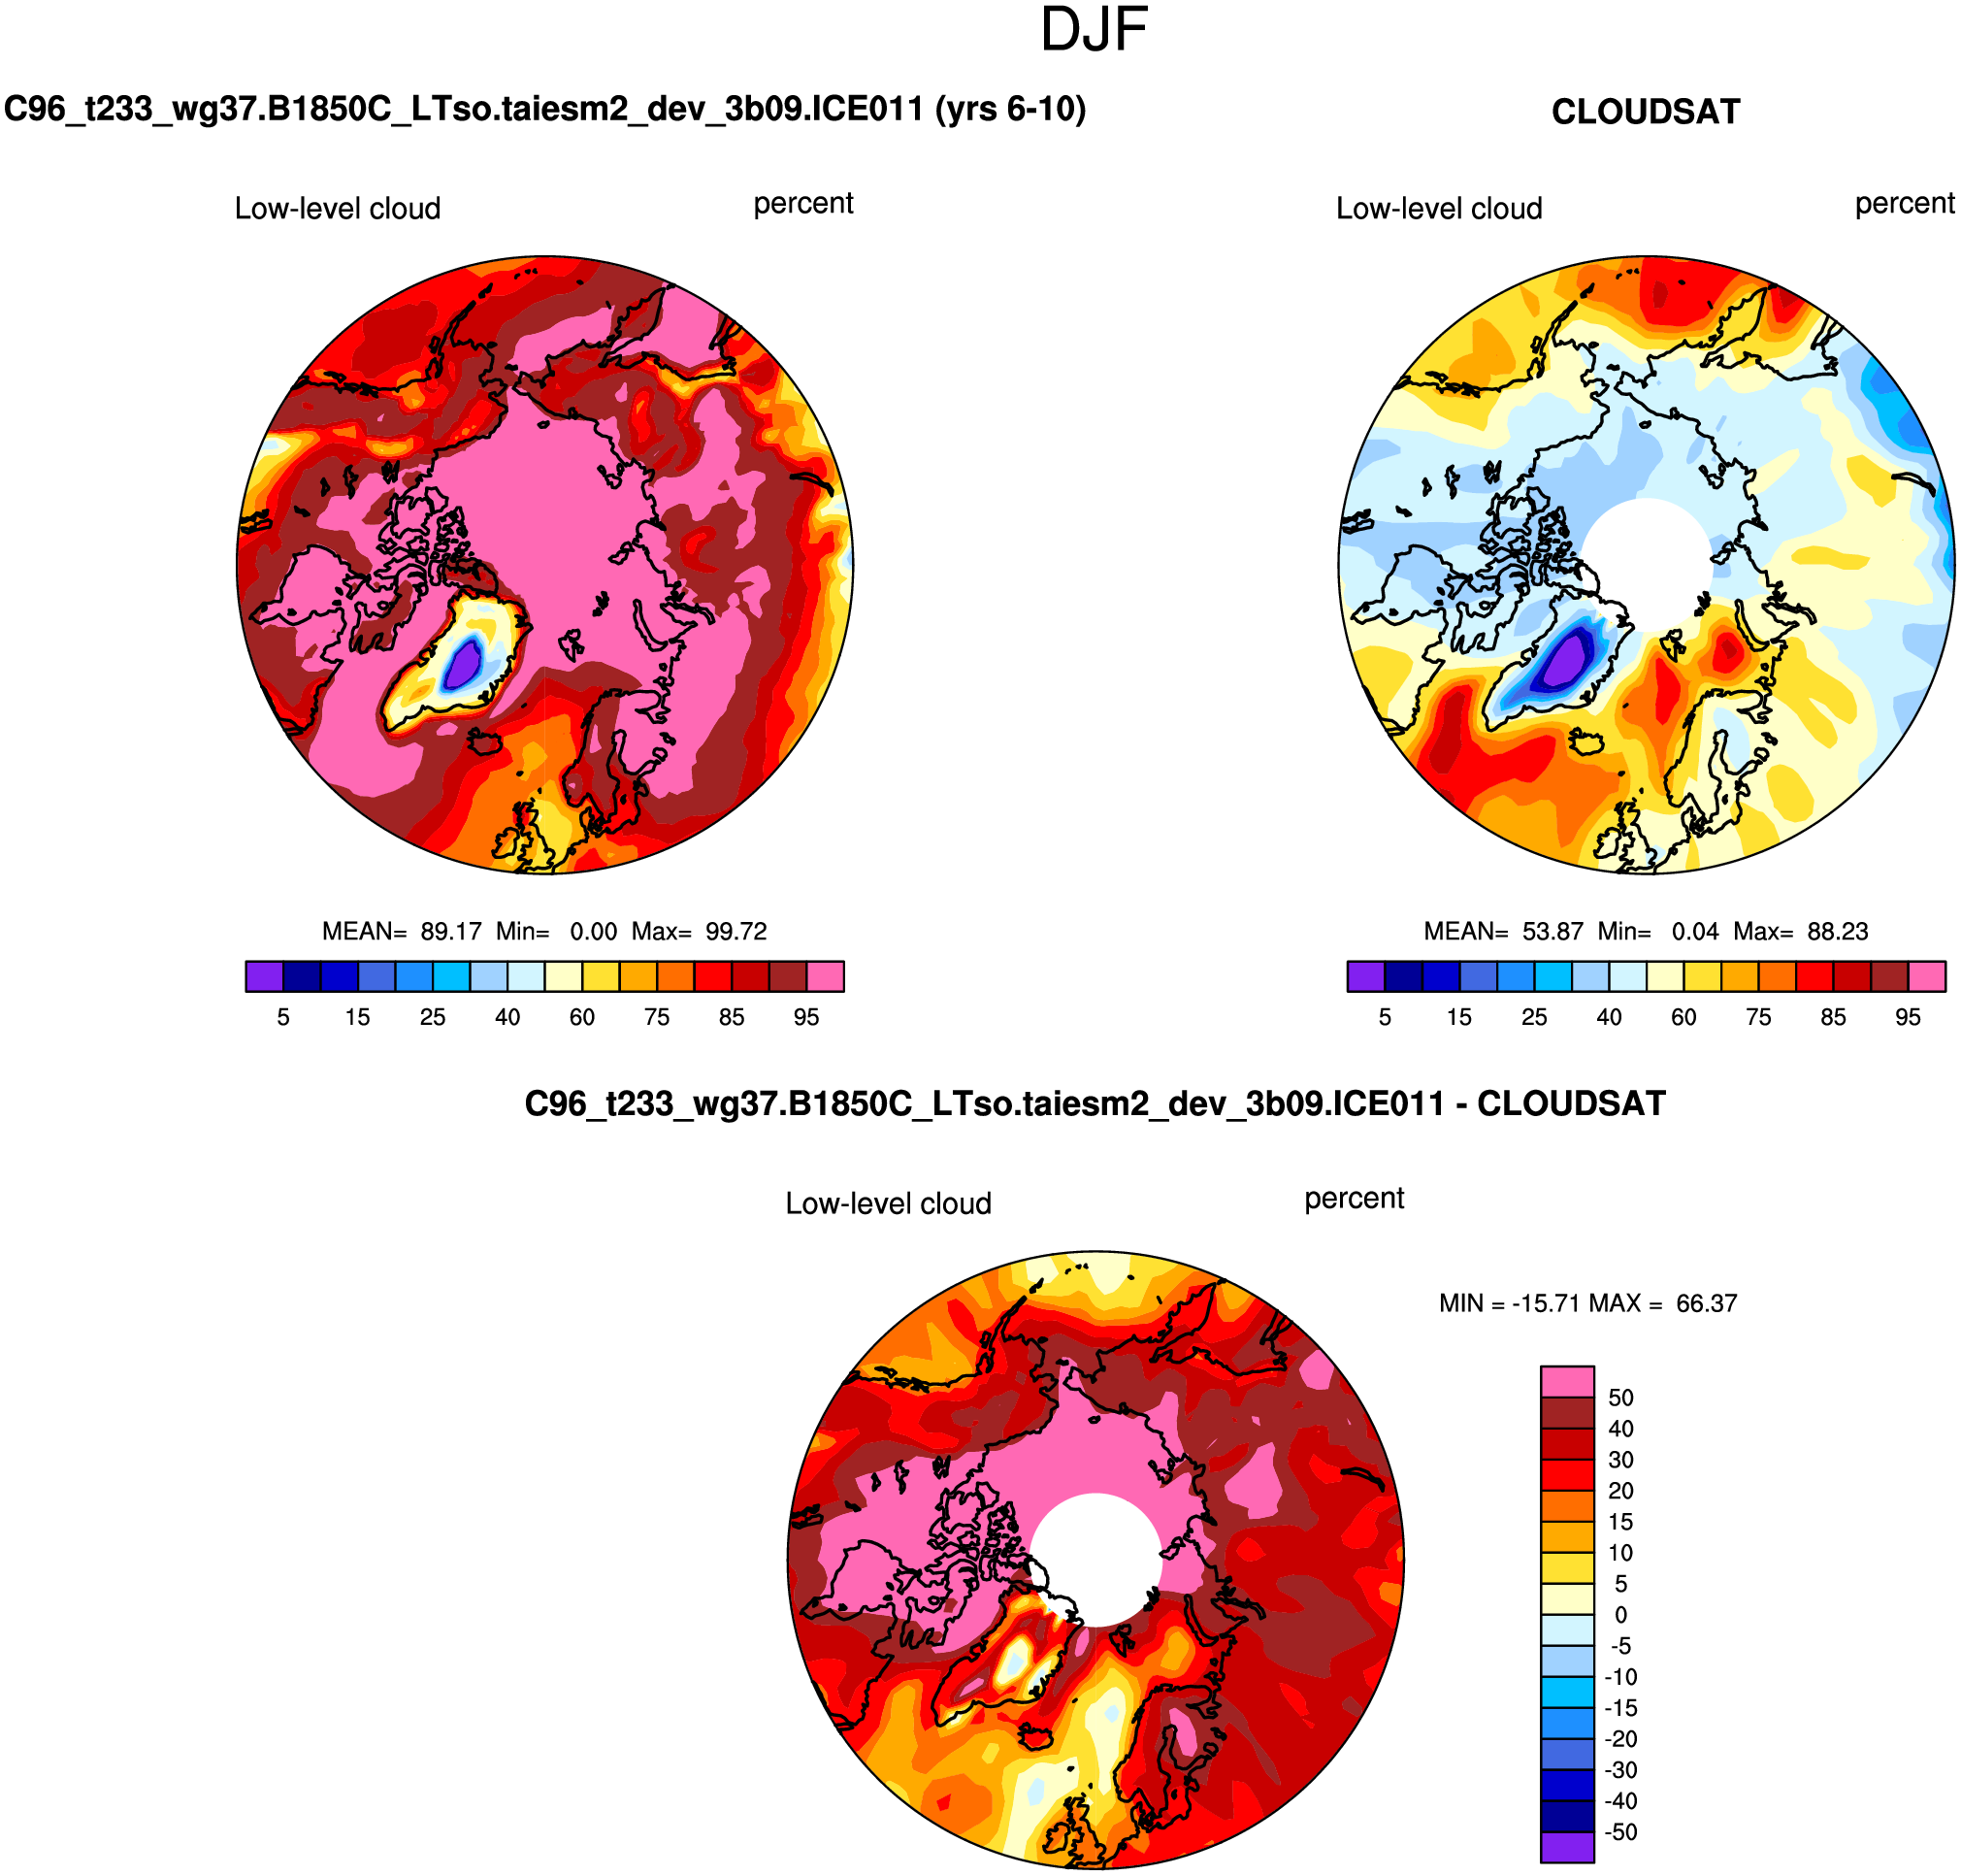 DJF
C96_t233_wg37.B1850C_LTso.taiesm2_dev_3b09.ICE011 (yrs 6-10)
CLOUDSAT
Low-level cloud percent
Low-level cloud percent
MEAN= 89.17 Min= 0.00 Max= 99.72
MEAN= 53.87 Min= 0.04 Max= 88.23
5 15 25 40 60 75 85 95
5 15 25 40 60 75 85 95
C96_t233_wg37.B1850C_LTso.taiesm2_dev_3b09.ICE011 - CLOUDSAT
Low-level cloud percent
MIN = -15.71 MAX = 66.37
50
40
30
20
15
10
5
0
-5
-10
-15
-20
-30
-40
-50